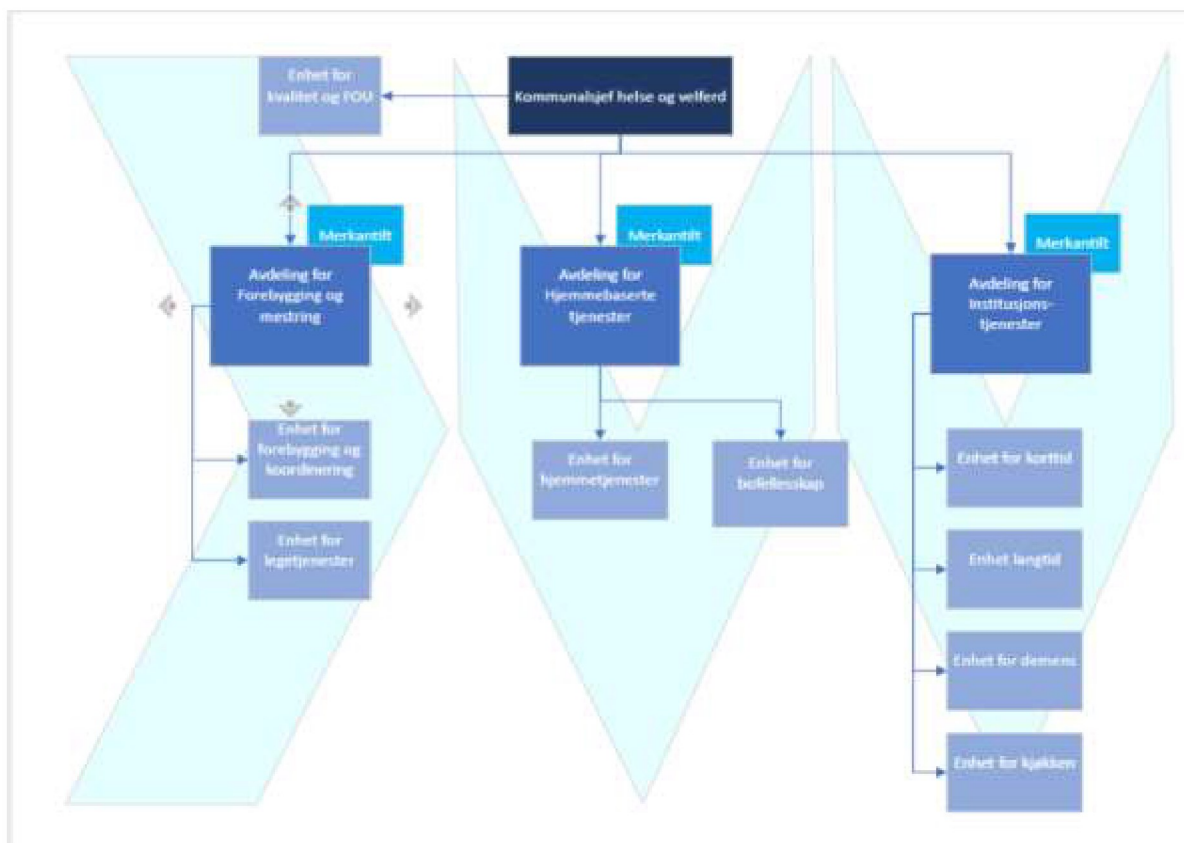 Enhet for
kvalitet og FOU
Kommunalsjef helse og velferd
Merkantilt
Avdeling for
Forebygging og
mestring
Merkantilt
Avdeling for
Hjemmebaserte
tjenester
Merkantilt
Avdeling for
Institusjons-
tjenester
Enhet for
forebygging og
koordinering
Enhet for
legetjenester
Enhet for
hjemmetjenester
Enhet for
bofellesskap
Enhet for korttid
Enhet langtid
Enhet for demens
Enhet for kjøkken